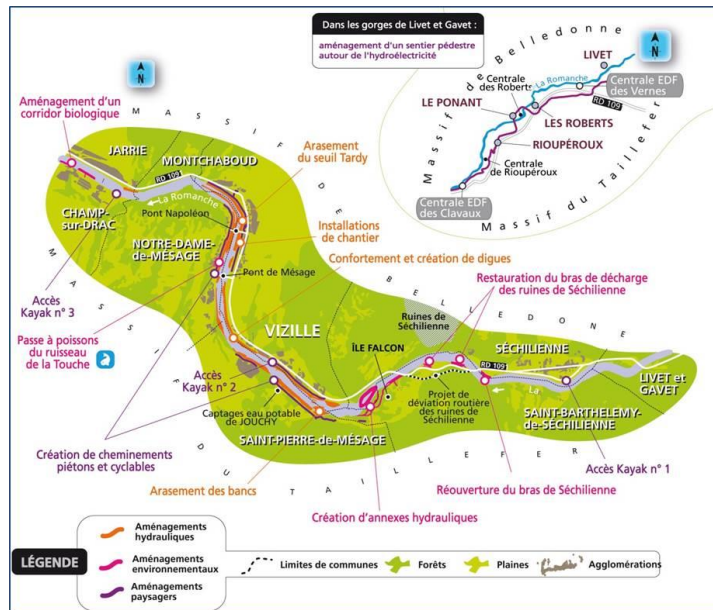 Dans les gorges de Livet et Gavet :
aménagement d'un sentier pédestre
autour de l'hydroélectricité
N
N
Massif de Belledonne
LIVET
Centrale
des Roberts
La Romanche
Centrale EDF
des Vernes
RD 109
LE PONANT
LES ROBERTS
RIOUPÉROUX
Centrale
de Rioupéroux
Centrale EDF
des Clavaux
Massif du Taillefer
Aménagement d'un
corridor biologique
MASSIF DE BELLEDONNE
JARRIE
MONTCHABOUD
Arasement
du seuil Tardy
RD 109
La Romanche
Pont Napoléon
CHAMP-
sur-DRAC
Installations
de chantier
NOTRE-DAME-
de-MÉSAGE
Confortement et création de digues
Pont de Mésage
Restauration du bras de décharge
des ruines de Séchilienne
Accès
Kayak n° 3
Ruines de
Séchilienne
Passe à poissons
du ruisseau
de la Touche
VIZILLE
ÎLE FALCON
SÉCHILIENNE
RD 109
Accès
Kayak n° 2
LIVET et
GAVET
Projet de
déviation routière
des ruines de
Séchilienne
La
Captages eau potable
de JOUCHY
SAINT-BARTHELEMY-
de-SÉCHILIENNE
SAINT-PIERRE-de-MÉSAGE
Création de cheminements
piétons et cyclables
MASSIF DU TAILLEFER
Accès Kayak n° 1
Arasement des bancs
Réouverture du bras de Séchilienne
Création d'annexes hydrauliques
LÉGENDE
Aménagements
hydrauliques
Aménagements
environnementaux
Aménagements
paysagers
Limites de communes
Forêts
Plaines
Agglomérations